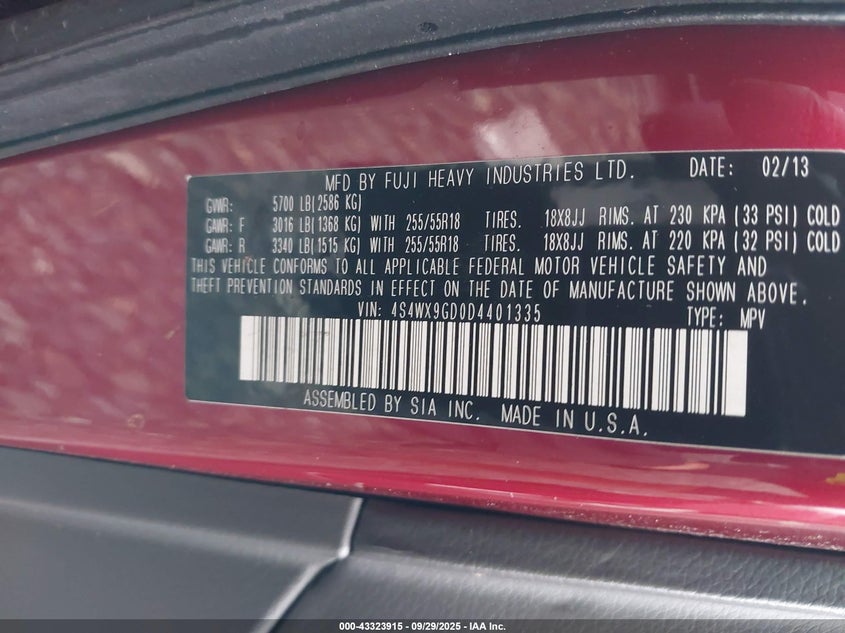 MFD BY FUJI HEAVY INDUSTRIES LTD. DATE: 02/13
GVWR: 5700 LB(2586 KG)
GAWR: F 3016 LB(1368 KG) WITH 255/55R18 TIRES. 18X8JJ RIMS. AT 230 KPA (33 PSI) COLD
GAWR: R 3340 LB(1515 KG) WITH 255/55R18 TIRES. 18X8JJ RIMS. AT 220 KPA (32 PSI) COLD
THIS VEHICLE CONFORMS TO ALL APPLICABLE FEDERAL MOTOR VEHICLE SAFETY AND
THEFT PREVENTION STANDARDS IN EFFECT ON THE DATE OF MANUFACTURE SHOWN ABOVE.
VIN: 4S4WX9GD0D4401335 TYPE: MPV
ASSEMBLED BY SIA INC. MADE IN U.S.A.
000-43323915 - 09/29/2025 - IAA Inc.